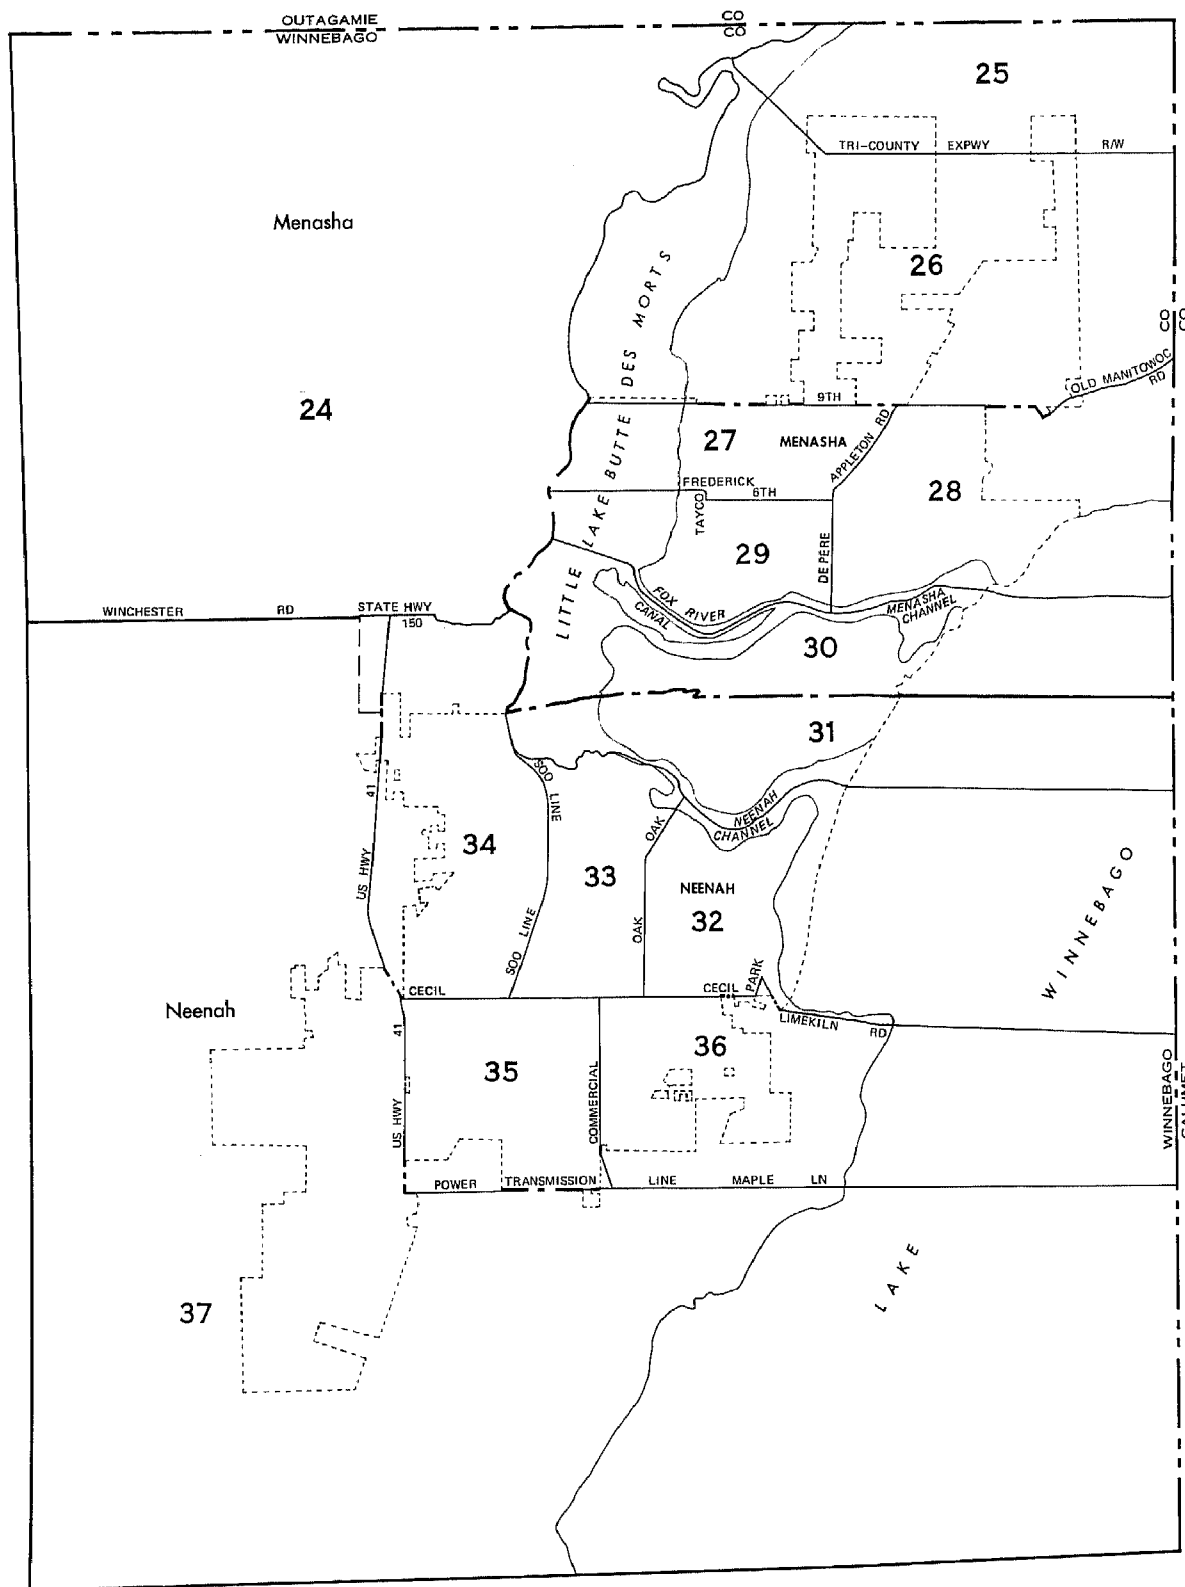 OUTAGAMIE
WINNEBAGO
CO
CO
25
TRI-COUNTY EXPWY R/W
Menasha
26
LITTLE LAKE BUTTE DES MORTS
CO
CO
OLD MANITOWOC
RD
24
9TH
27
MENASHA
APPLETON RD
FREDERICK
6TH
28
TAYCO
29
DE PERE
FOX RIVER
CANAL
MENASHA
CHANNEL
WINCHESTER RD
STATE HWY
150
30
31
SOO LINE
41
NEENAH
CHANNEL
OAK
34
33
US HWY
NEENAH
32
OAK
SOO LINE
LAKE WINNEBAGO
PARK
CECIL
CECIL
LIMEKILN
RD
Neenah
41
36
35
COMMERCIAL
WINNEBAGO
CALUMET
US HWY
POWER TRANSMISSION LINE MAPLE LN
37